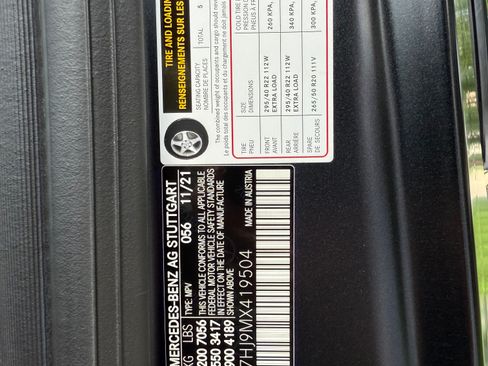 TIRE AND LOADING
RENSEIGNEMENTS SUR LES
SEATING CAPACITY
NOMBRE DE PLACES
TOTAL
5
The combined weight of occupants and cargo should never
Le poids total des occupants et du chargement ne doit jamais
TIRE
PNEU
SIZE
DIMENSIONS
COLD TIRE
PRESSION D
PNEUS À F
FRONT
AVANT
295/40 R22 112W
EXTRA LOAD
260 KPA,
REAR
ARRIÈRE
295/40 R22 112W
EXTRA LOAD
340 KPA,
SPARE
DE SECOURS
265/50 R20 111V
300 KPA,
MERCEDES-BENZ AG STUTTGART
TYPE: MPV
056 11/21
KG LBS
200 7056
550 3417
900 4189
THIS VEHICLE CONFORMS TO ALL APPLICABLE
FEDERAL MOTOR VEHICLE SAFETY STANDARDS
IN EFFECT ON THE DATE OF MANUFACTURE
SHOWN ABOVE
MADE IN AUSTRIA
7HJ9MX419504